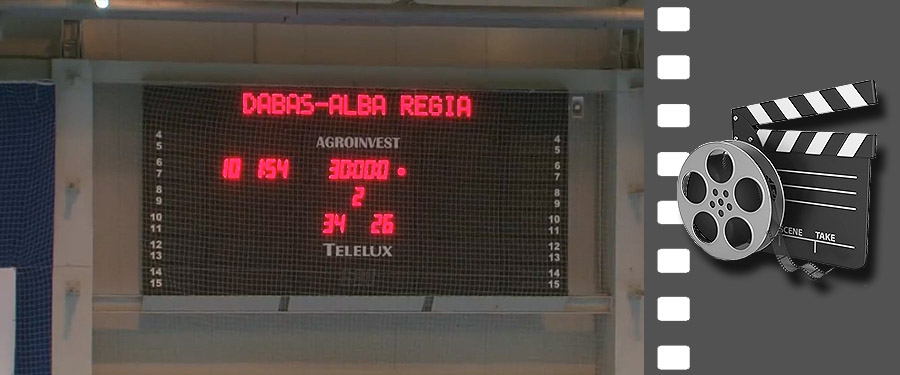 DABAS-ALBA REGIA
AGROINVEST
4 4
5 5
6 6
7 10 1:54 30:00 7
8 2 8
9 9
10 34 26 10
11 11
TELELUX
12 12
13 13
14 14
15 15
SCENE TAKE